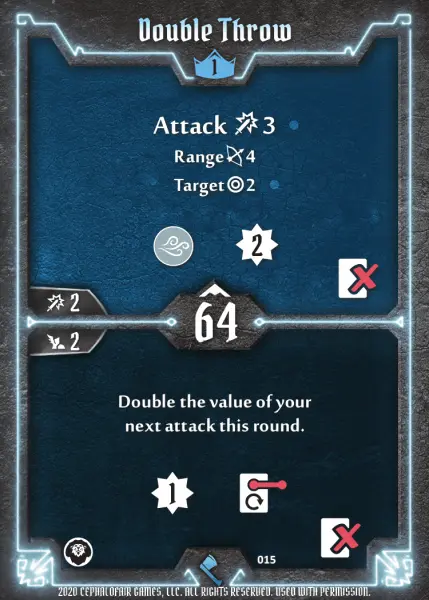 Double Throw
1
Attack 3
Range 4
Target 2
2
2
64
2
Double the value of your
next attack this round.
1
015
2020 CEPHALOFAIR GAMES, LLC. ALL RIGHTS RESERVED. USED WITH PERMISSION.